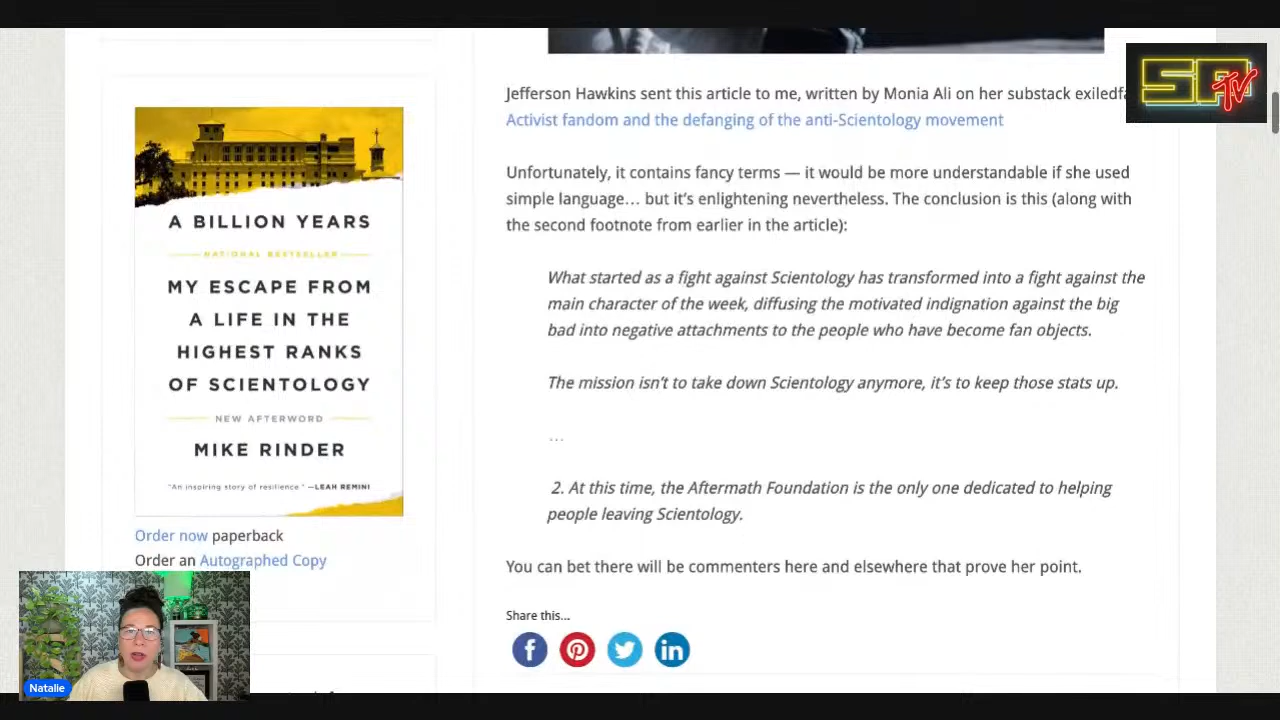 SPTV
A BILLION YEARS
NATIONAL BESTSELLER
MY ESCAPE FROM
A LIFE IN THE
HIGHEST RANKS
OF SCIENTOLOGY
NEW AFTERWORD
MIKE RINDER
"An inspiring story of resilience" —LEAH REMINI
Order now paperback
Order an Autographed Copy
Natalie
Jefferson Hawkins sent this article to me, written by Monia Ali on her substack
Activist fandom and the defanging of the anti-Scientology movement
Unfortunately, it contains fancy terms — it would be more understandable if she used
simple language… but it's enlightening nevertheless. The conclusion is this (along with
the second footnote from earlier in the article):
What started as a fight against Scientology has transformed into a fight against the
main character of the week, diffusing the motivated indignation against the big
bad into negative attachments to the people who have become fan objects.
The mission isn't to take down Scientology anymore, it's to keep those stats up.
…
2. At this time, the Aftermath Foundation is the only one dedicated to helping
people leaving Scientology.
You can bet there will be commenters here and elsewhere that prove her point.
Share this...